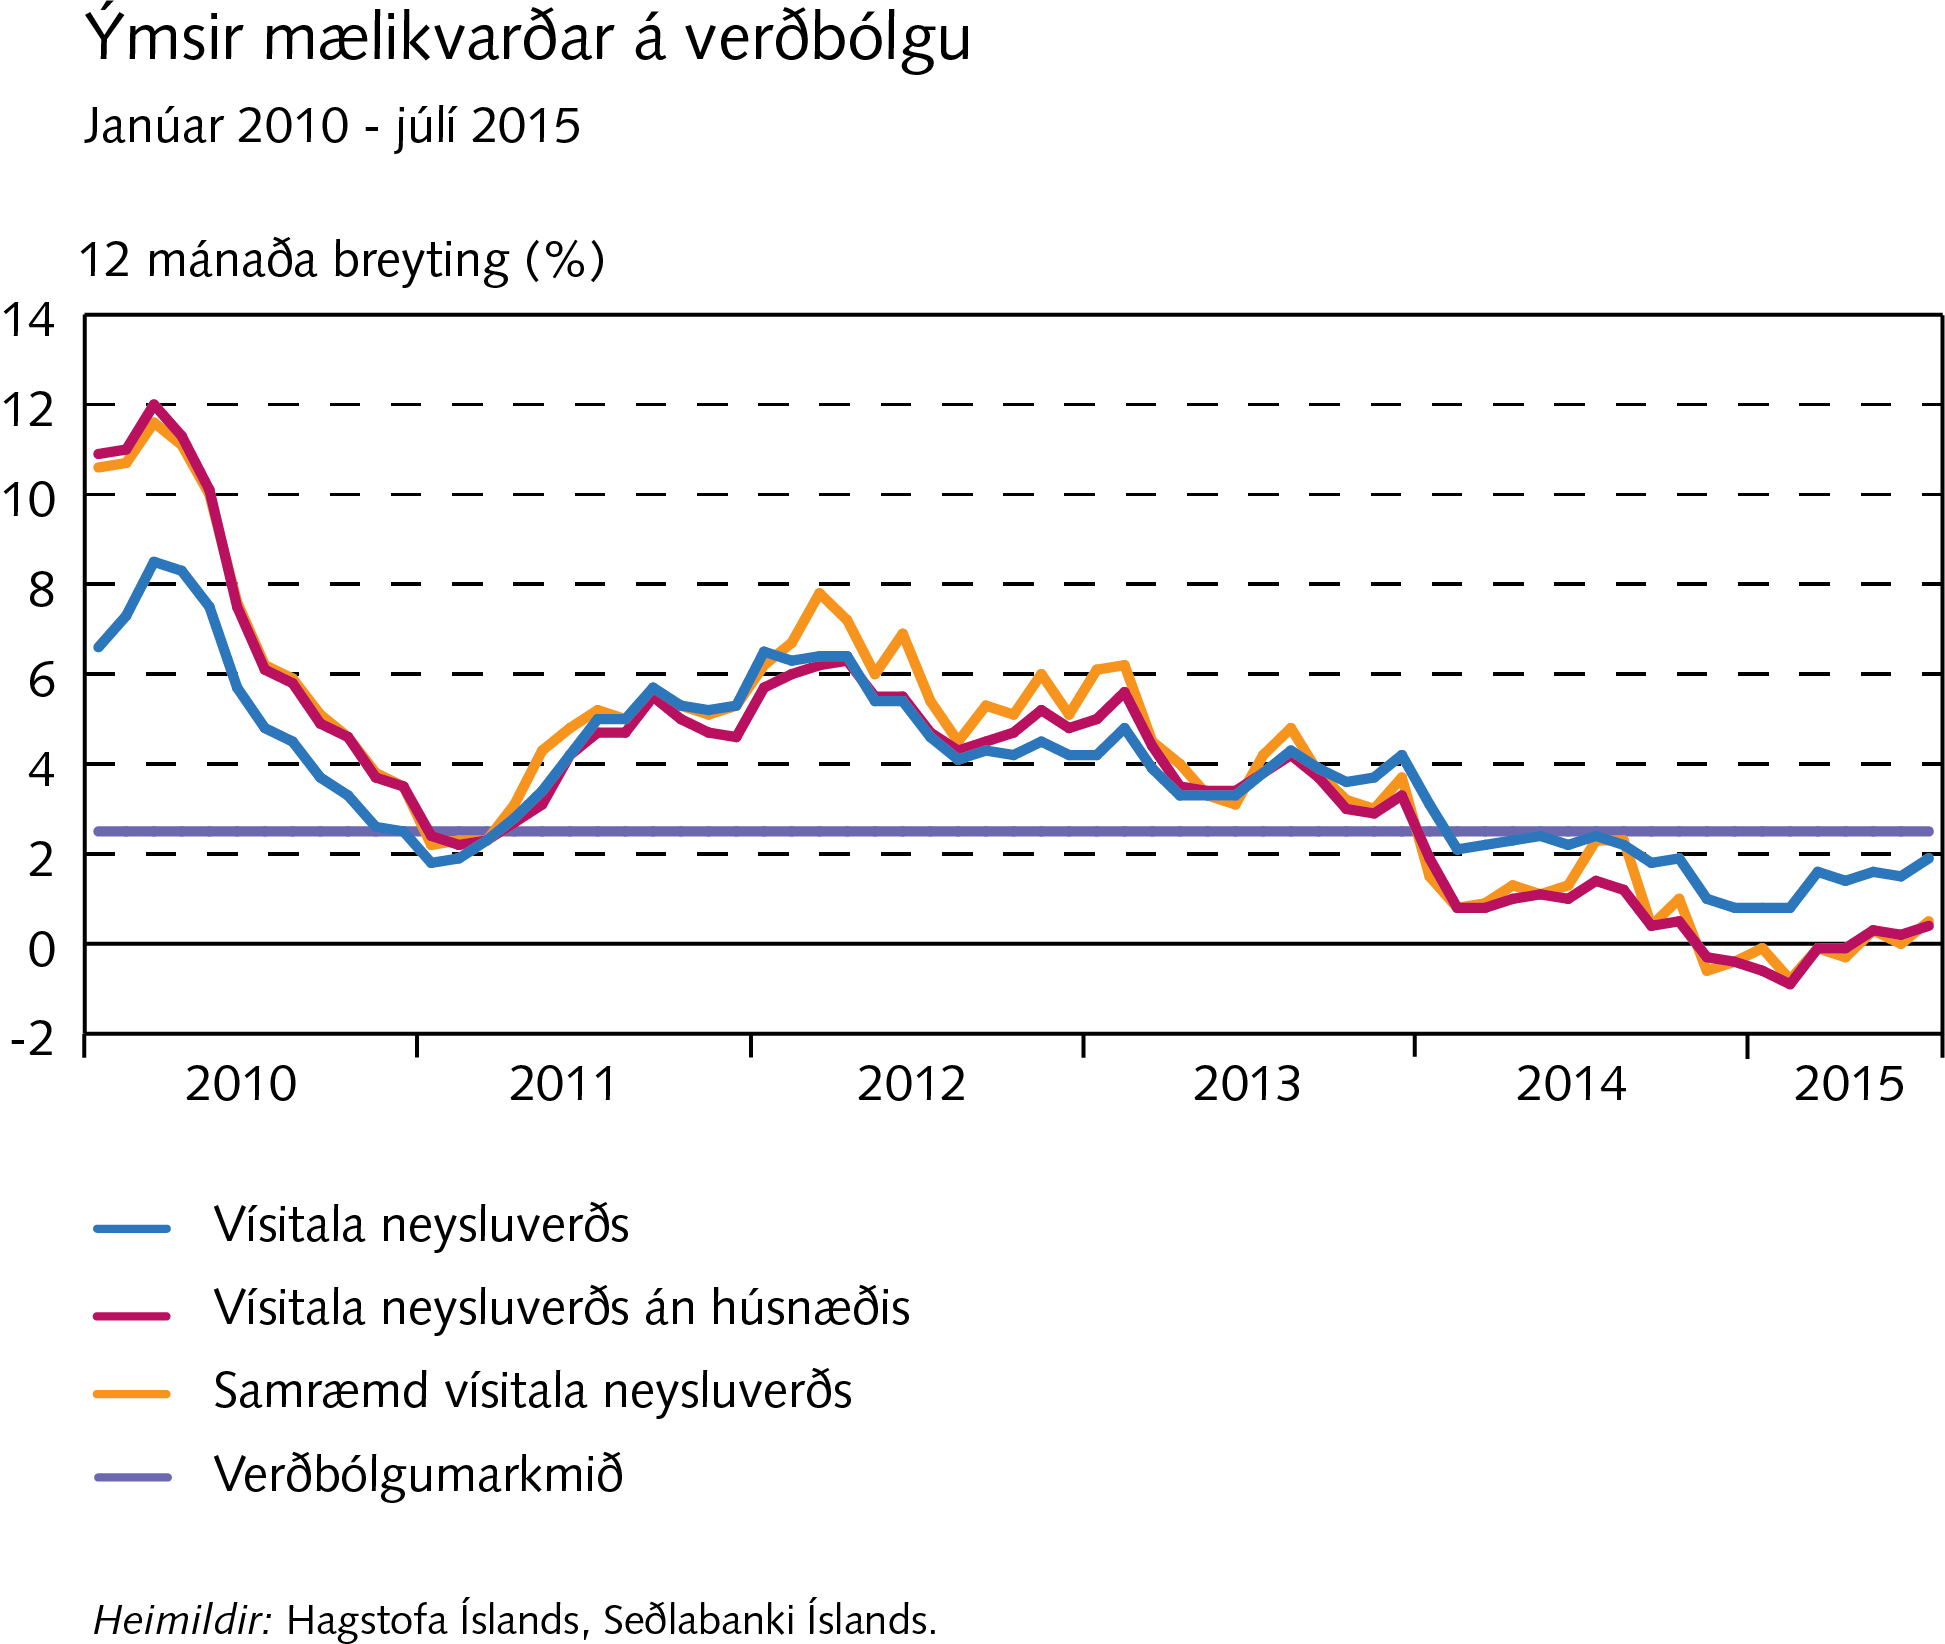 Ýmsir mælikvarðar á verðbólgu
Janúar 2010 - júlí 2015
12 mánaða breyting (%)
14
12
10
8
6
4
2
0
-2
2010 2011 2012 2013 2014 2015
Vísitala neysluverðs
Vísitala neysluverðs án húsnæðis
Samræmd vísitala neysluverðs
Verðbólgumarkmið
Heimildir: Hagstofa Íslands, Seðlabanki Íslands.